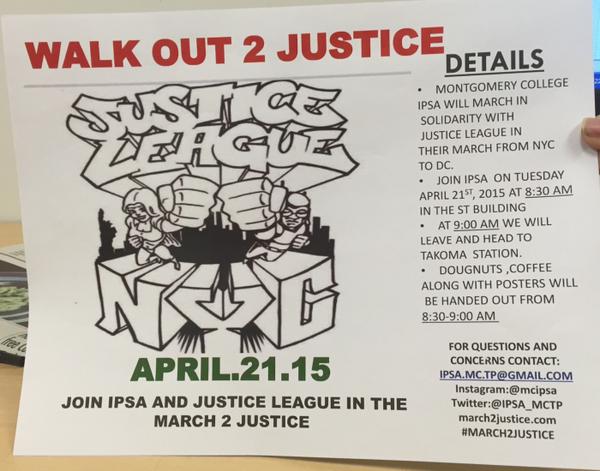 WALK OUT 2 JUSTICE
JUSTICE
LEAGUE
NYC
APRIL.21.15
JOIN IPSA AND JUSTICE LEAGUE IN THE
MARCH 2 JUSTICE
DETAILS
• MONTGOMERY COLLEGE
IPSA WILL MARCH IN
SOLIDARITY WITH
JUSTICE LEAGUE IN
THEIR MARCH FROM NYC
TO DC.
• JOIN IPSA ON TUESDAY
APRIL 21ST, 2015 AT 8:30 AM
IN THE ST BUILDING
• AT 9:00 AM WE WILL
LEAVE AND HEAD TO
TAKOMA STATION.
• DOUGNUTS ,COFFEE
ALONG WITH POSTERS WILL
BE HANDED OUT FROM
8:30-9:00 AM
FOR QUESTIONS AND
CONCERNS CONTACT:
IPSA.MC.TP@GMAIL.COM
Instagram:@mcipsa
Twitter:@IPSA_MCTP
march2justice.com
#MARCH2JUSTICE